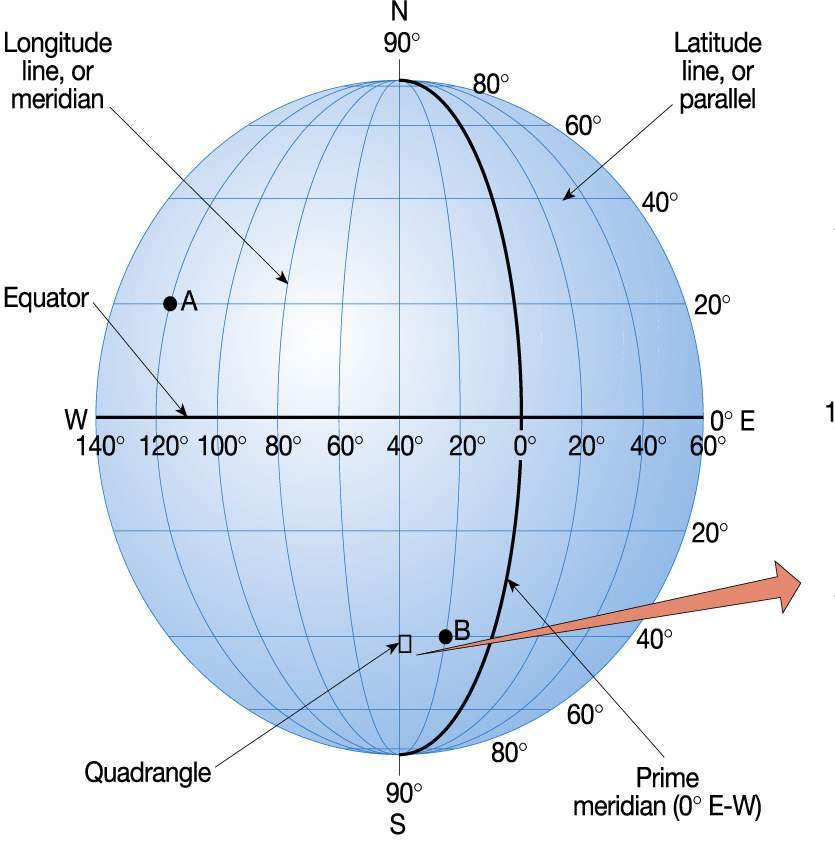 N
90°
Longitude
line, or
meridian
Latitude
line, or
parallel
80°
60°
40°
A
20°
Equator
W
0° E
1
140° 120° 100° 80° 60° 40° 20° 0° 20° 40° 60°
20°
B
40°
60°
80°
Quadrangle
90°
S
Prime
meridian (0° E-W)